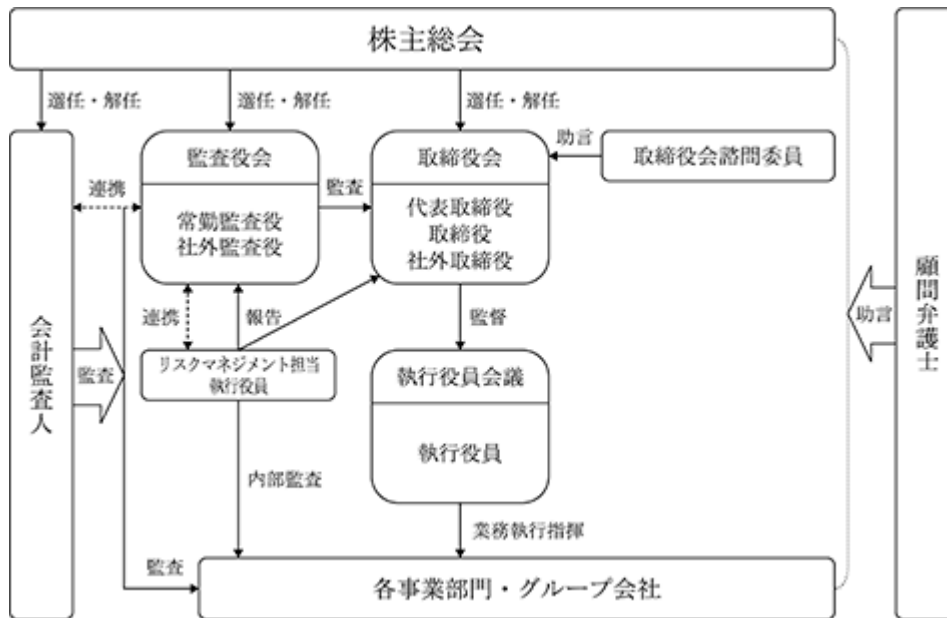 株主総会
選任・解任
選任・解任
選任・解任
監査役会
常勤監査役
社外監査役
連携
監査
取締役会
代表取締役
取締役
社外取締役
助言
取締役会諮問委員
連携
報告
監督
リスクマネジメント担当
執行役員
執行役員会議
執行役員
会計監査人
監査
内部監査
業務執行指揮
監査
各事業部門・グループ会社
助言
顧問弁護士